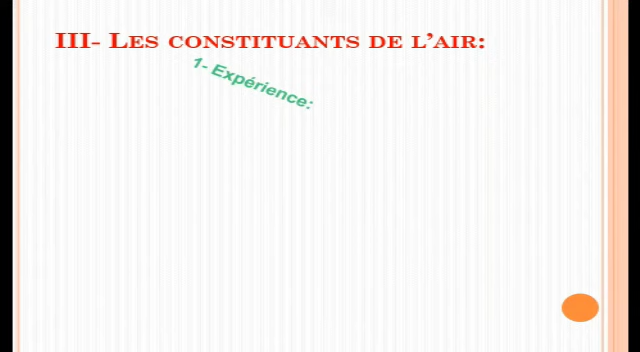 III- LES CONSTITUANTS DE L’AIR:
1- Expérience: